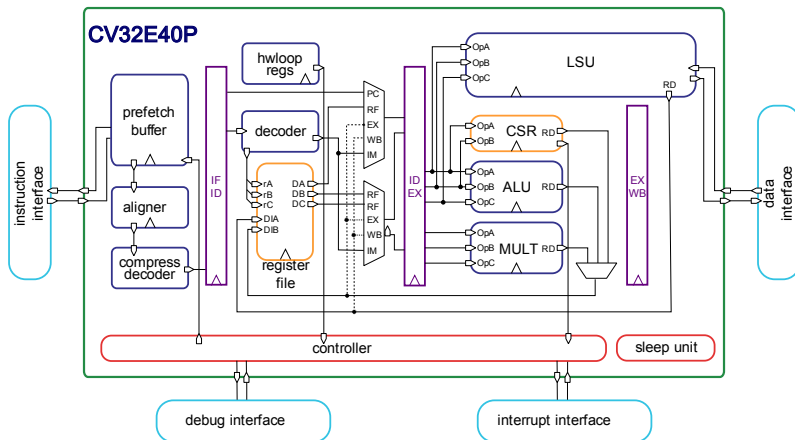 CV32E40P
hwloop
regs
prefetch
buffer
aligner
compress
decoder
IF
ID
decoder
rA
rB
rC
DIA
DIB
DA
DB
DC
register
file
PC
RF
EX
WB
IM
RF
RF
EX
WB
IM
ID
EX
OpA
OpB
OpC
LSU
RD
OpA
OpB
CSR
RD
OpA
OpB
OpC
ALU
RD
OpA
OpB
OpC
MULT
RD
EX
WB
instruction
interface
data
interface
controller
sleep unit
debug interface
interrupt interface